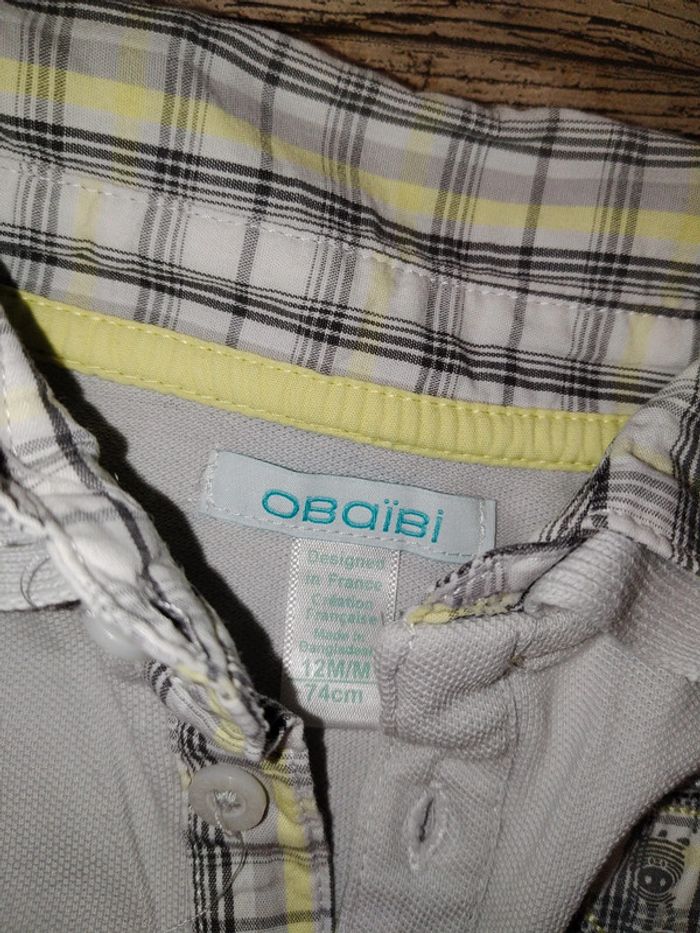 OBaïBi
Designed
in France
Création
Française
Made in
Bangladesh
12M/M
74cm